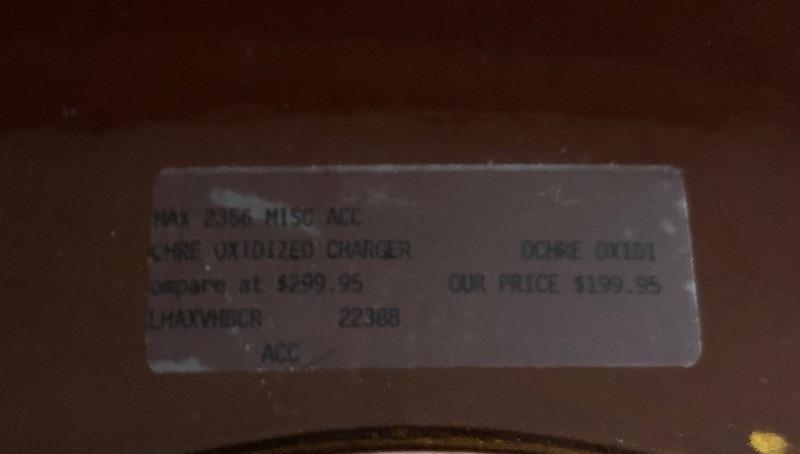 MAX 2356 MISC ACC
CHRE OXIDIZED CHARGER OCHRE OXIDI
ompare at $299.95 OUR PRICE $199.95
22388
ACC